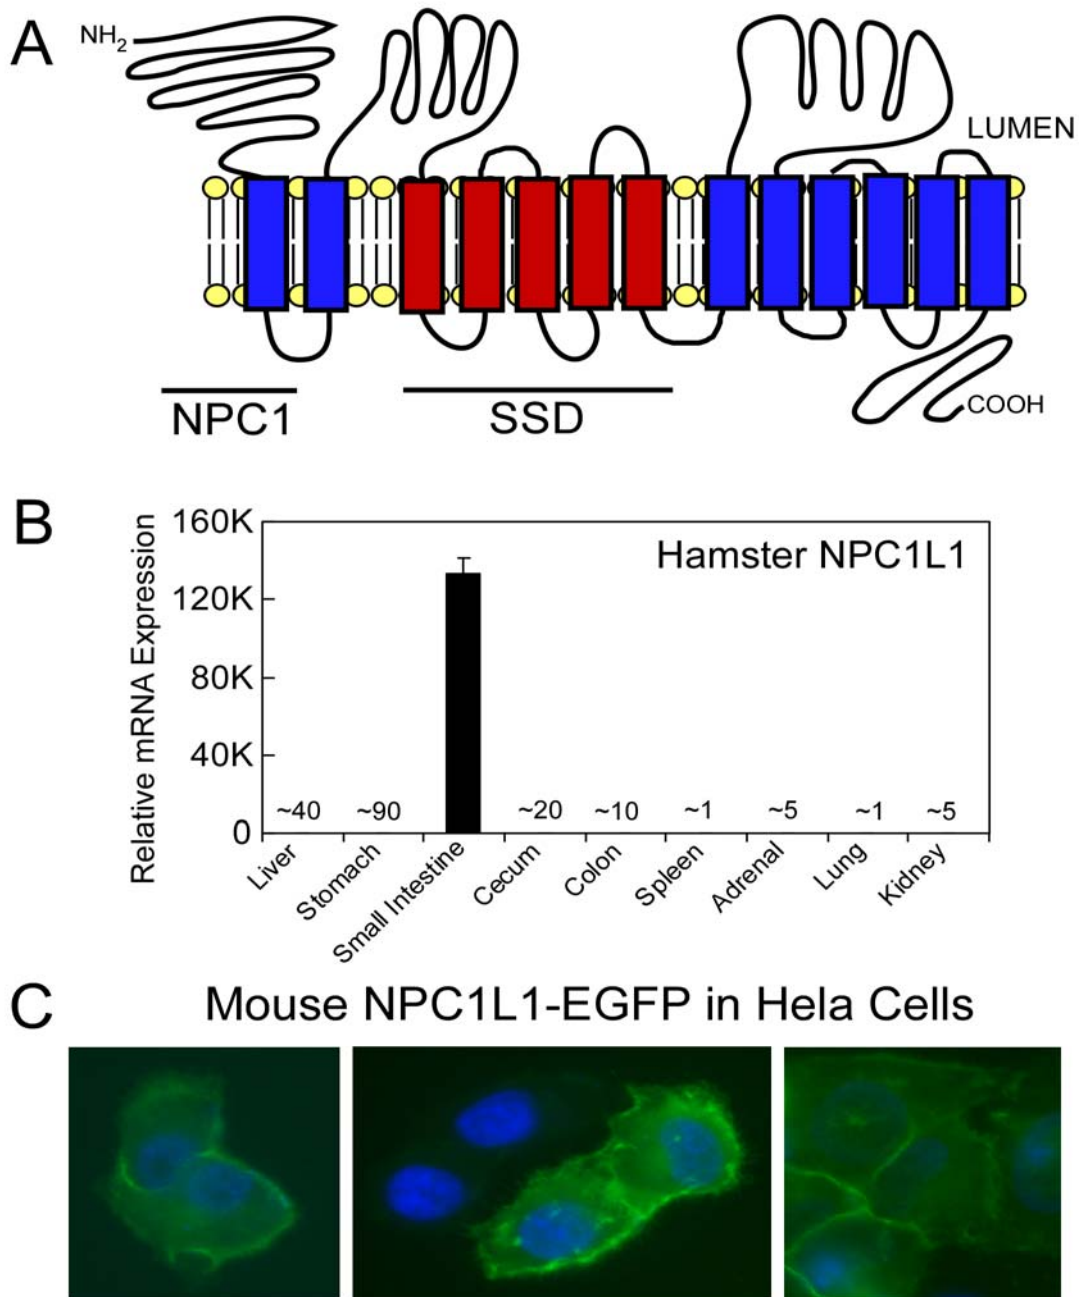 A
NH2
LUMEN
NPC1
SSD
COOH
B
Relative mRNA Expression
160K
120K
80K
40K
0
Hamster NPC1L1
~40 ~90 ~20 ~10 ~1 ~5 ~1 ~5
Liver Stomach Small Intestine Cecum Colon Spleen Adrenal Lung Kidney
C
Mouse NPC1L1-EGFP in Hela Cells